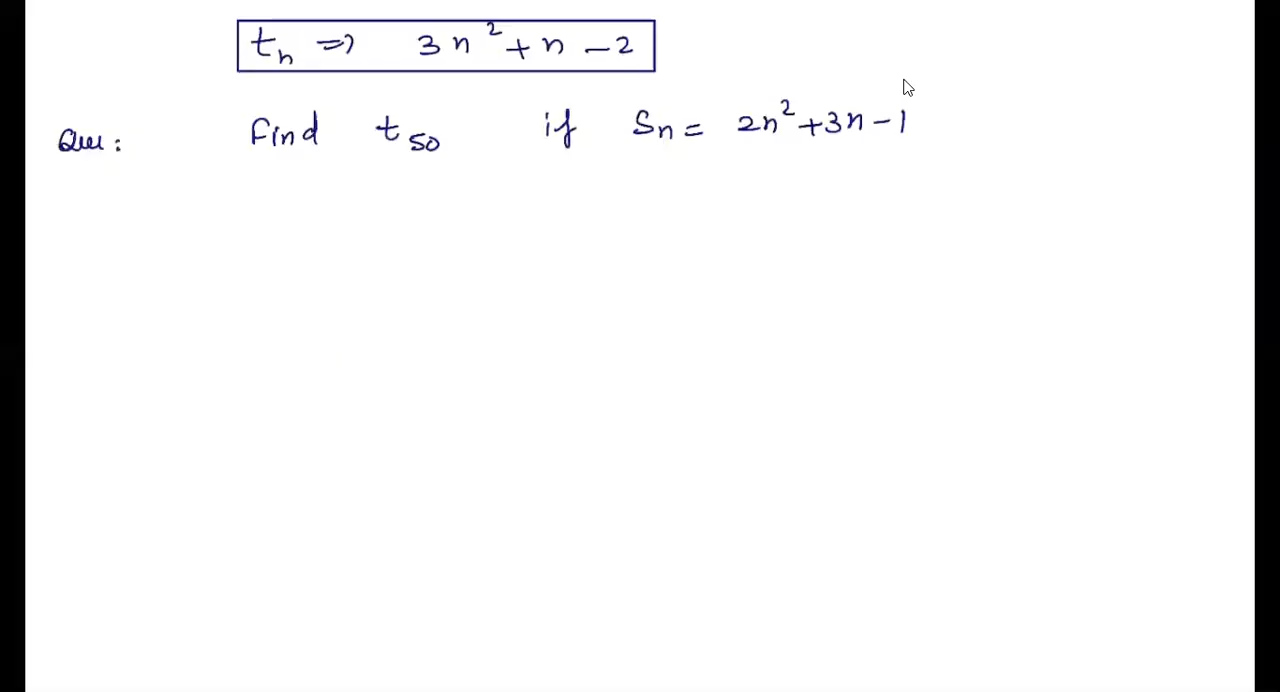 tₙ ⇒ 3n² + n − 2
Que : Find t₅₀ if Sₙ = 2n² + 3n − 1